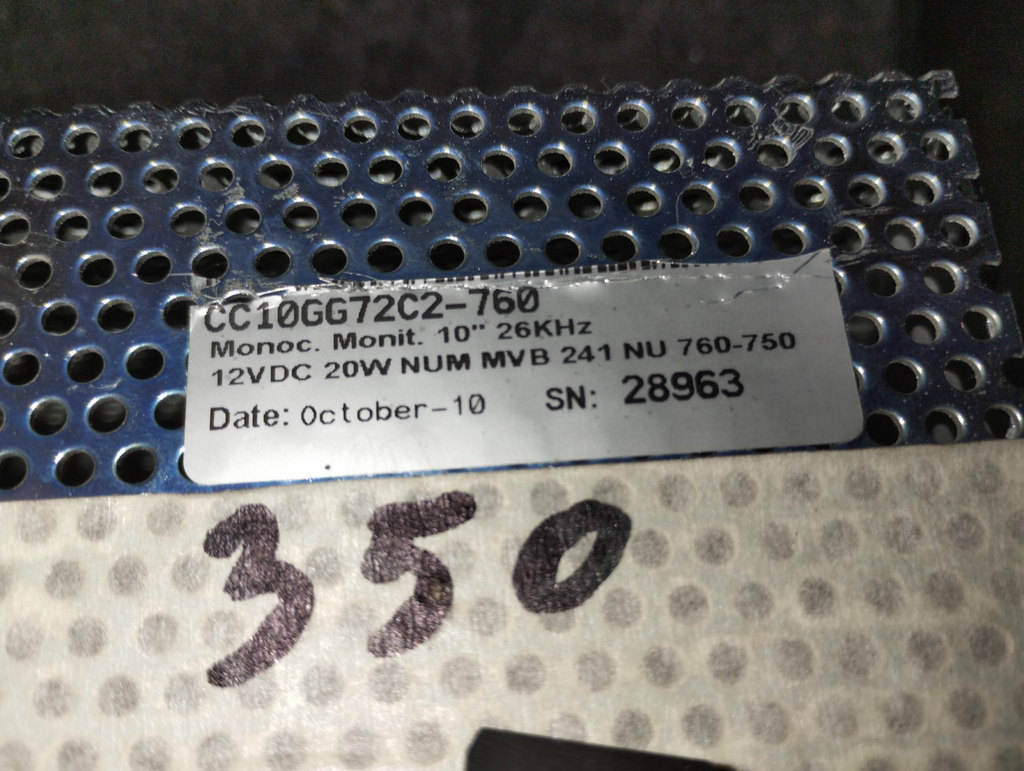 CC10GG72C2-760
Monoc. Monit. 10" 26KHz
12VDC 20W NUM MVB 241 NU 760-750
Date: October-10 SN: 28963
350